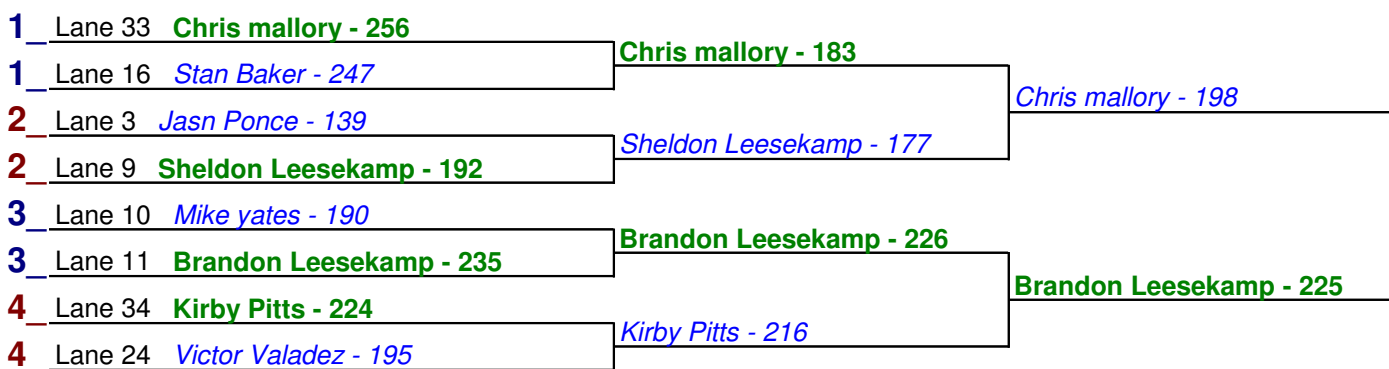 1_ Lane 33 Chris mallory - 256
1_ Lane 16 Stan Baker - 247
2_ Lane 3 Jasn Ponce - 139
2_ Lane 9 Sheldon Leesekamp - 192
3_ Lane 10 Mike yates - 190
3_ Lane 11 Brandon Leesekamp - 235
4_ Lane 34 Kirby Pitts - 224
4 Lane 24 Victor Valadez - 195
Chris mallory - 183
Sheldon Leesekamp - 177
Brandon Leesekamp - 226
Kirby Pitts - 216
Chris mallory - 198
Brandon Leesekamp - 225